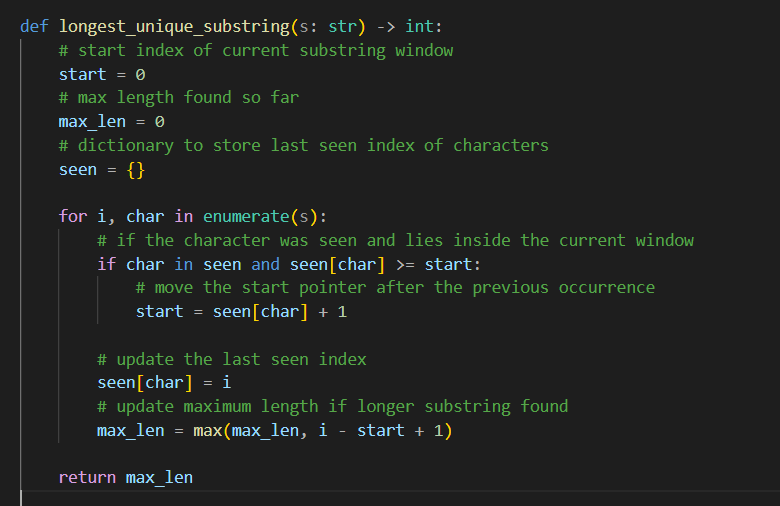 def longest_unique_substring(s: str) -> int:
    # start index of current substring window
    start = 0
    # max length found so far
    max_len = 0
    # dictionary to store last seen index of characters
    seen = {}

    for i, char in enumerate(s):
        # if the character was seen and lies inside the current window
        if char in seen and seen[char] >= start:
            # move the start pointer after the previous occurrence
            start = seen[char] + 1

        # update the last seen index
        seen[char] = i
        # update maximum length if longer substring found
        max_len = max(max_len, i - start + 1)

    return max_len